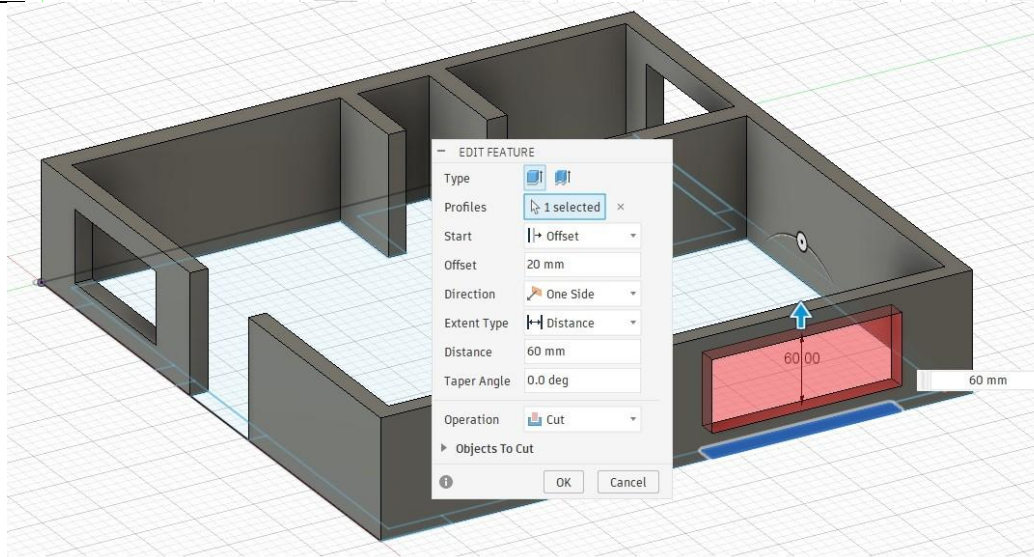 EDIT FEATURE
Type
Profiles 1 selected ×
Start Offset
Offset 20 mm
Direction One Side
Extent Type Distance
Distance 60 mm
Taper Angle 0.0 deg
Operation Cut
Objects To Cut
OK Cancel
60.00
60 mm